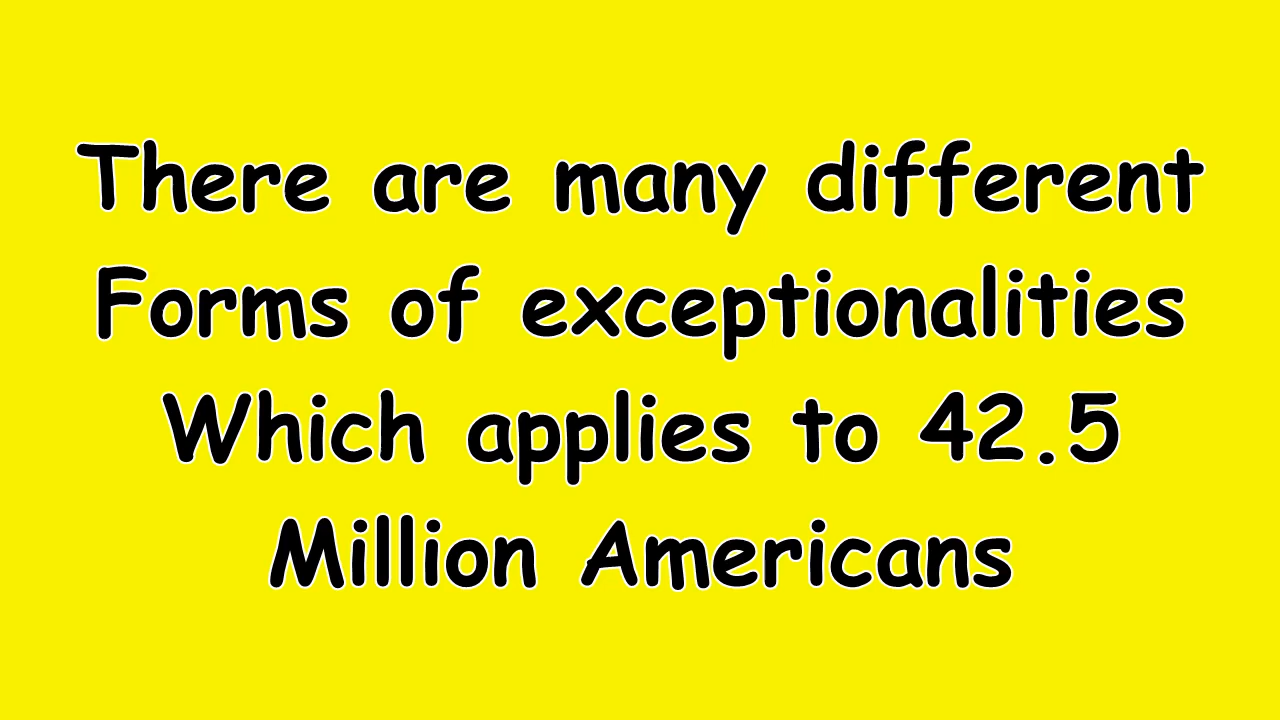 There are many different
Forms of exceptionalities
Which applies to 42.5
Million Americans